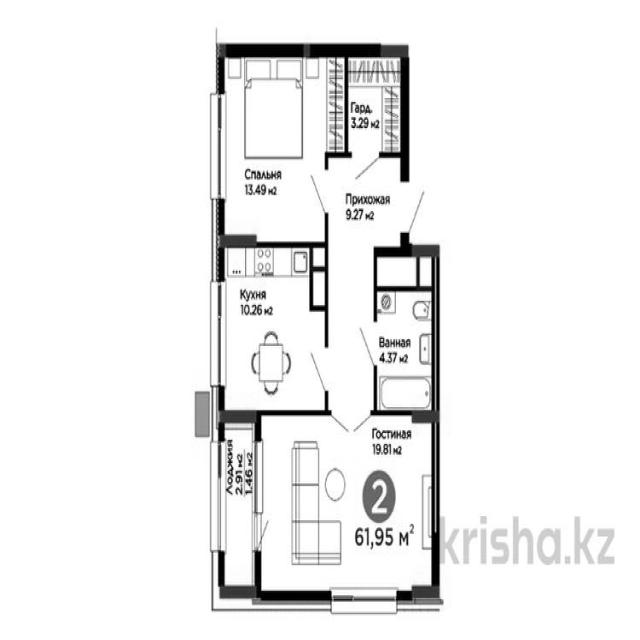 Гард.
3.29 м2
Спальня
13.49 м2
Прихожая
9.27 м2
Кухня
10.26 м2
Ванная
4.37 м2
Гостиная
19.81 м2
Лоджия
2.91 м2
1.46 м2
2
61,95 м2
krisha.kz